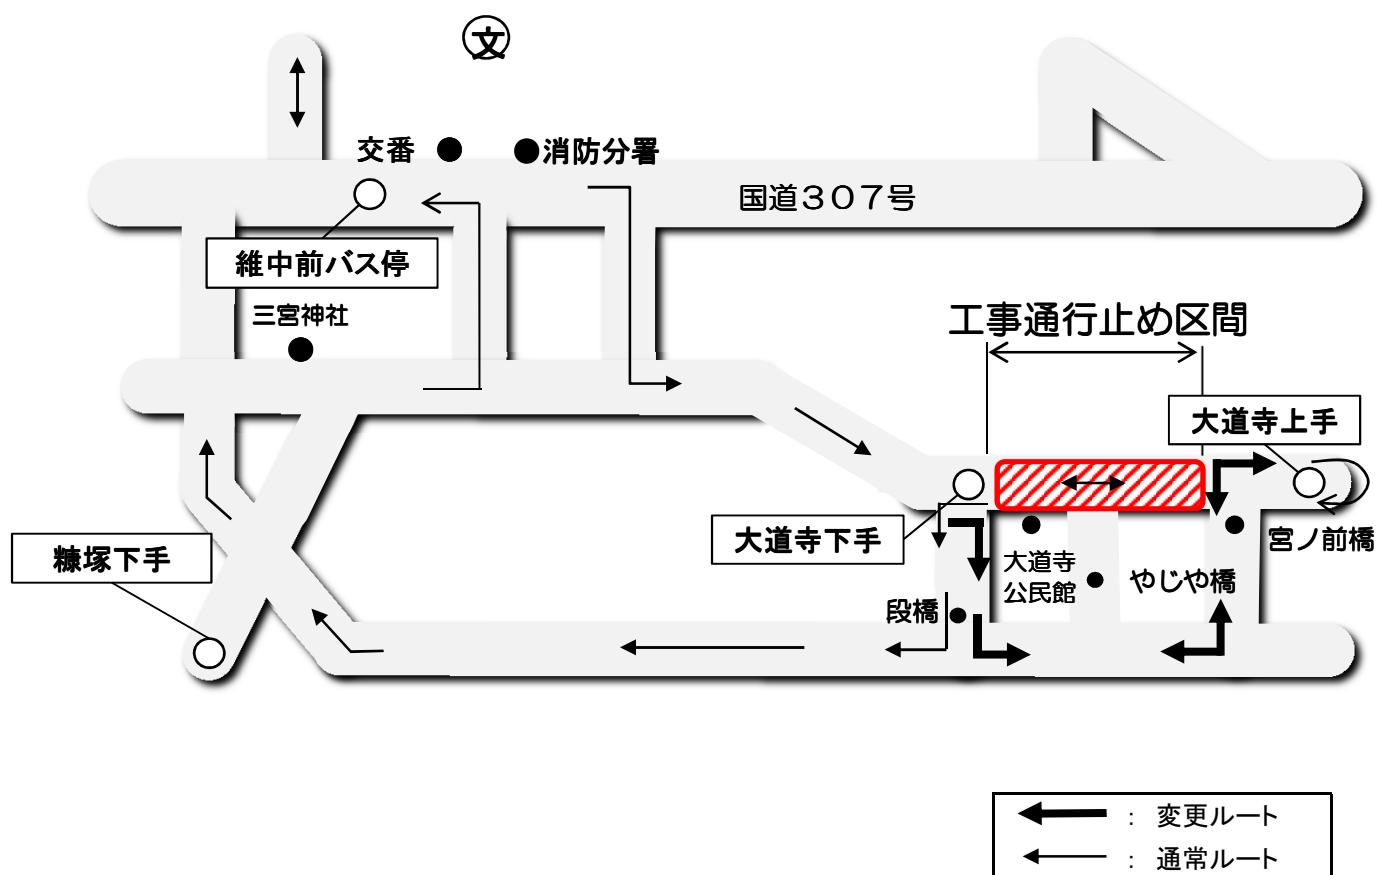 文
交番
消防分署
国道３０７号
維中前バス停
三宮神社
工事通行止め区間
大道寺上手
大道寺下手
宮ノ前橋
糠塚下手
大道寺
公民館
やじや橋
段橋
： 変更ルート
： 通常ルート